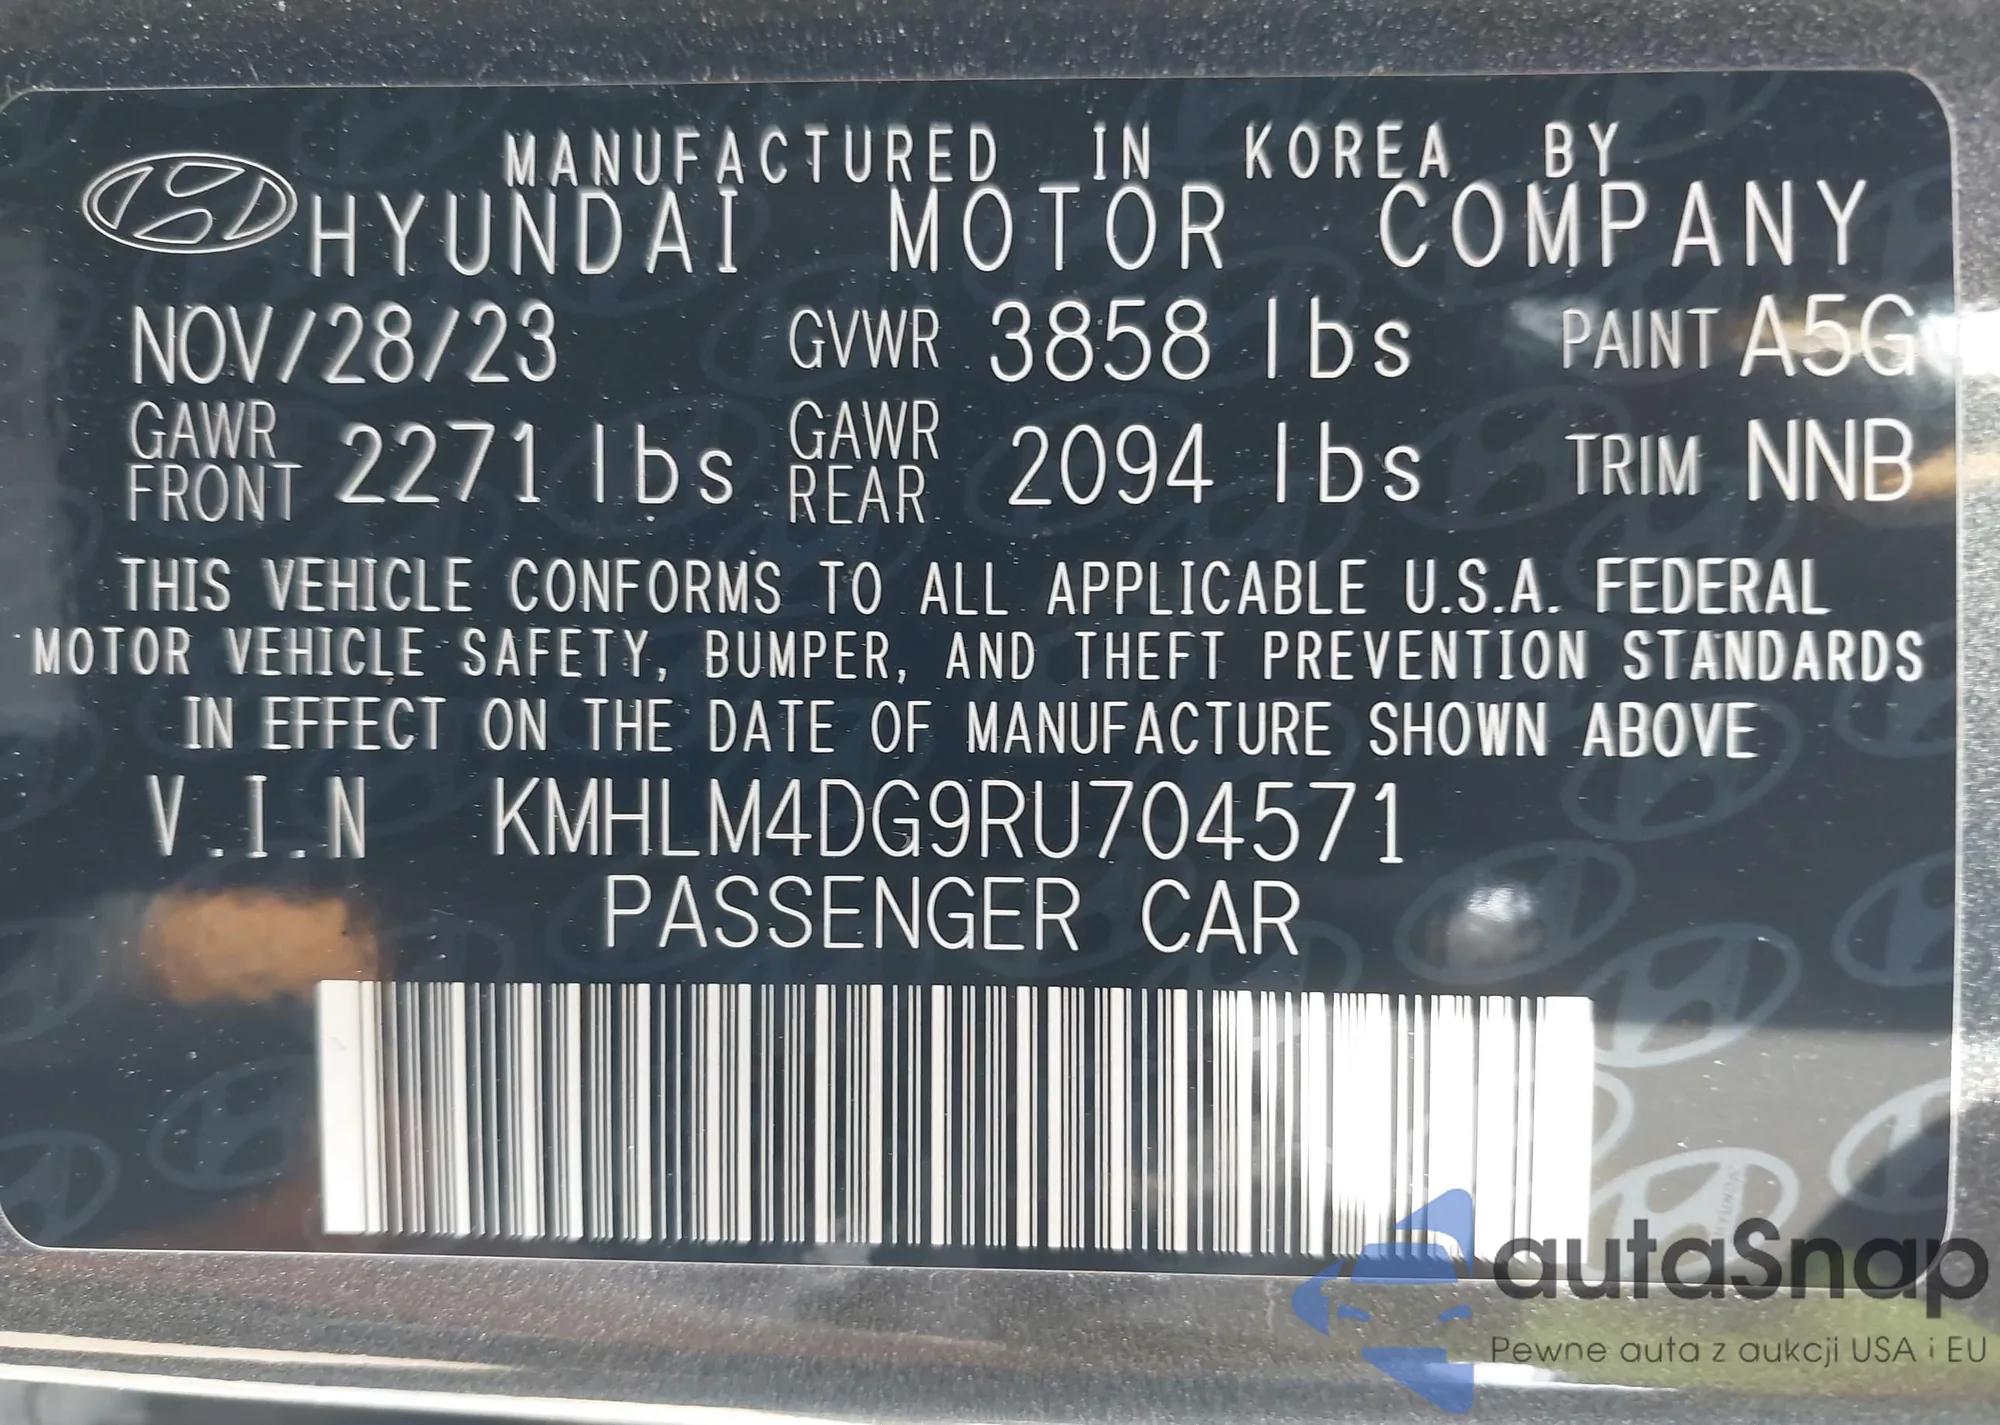 MANUFACTURED IN KOREA BY
HYUNDAI MOTOR COMPANY
NOV/28/23 GVWR 3858 lbs PAINT A5G
GAWR FRONT 2271 lbs GAWR REAR 2094 lbs TRIM NNB
THIS VEHICLE CONFORMS TO ALL APPLICABLE U.S.A. FEDERAL
MOTOR VEHICLE SAFETY, BUMPER, AND THEFT PREVENTION STANDARDS
IN EFFECT ON THE DATE OF MANUFACTURE SHOWN ABOVE
V.I.N KMHLM4DG9RU704571
PASSENGER CAR
autaSnap
Pewne auta z aukcji USA i EU